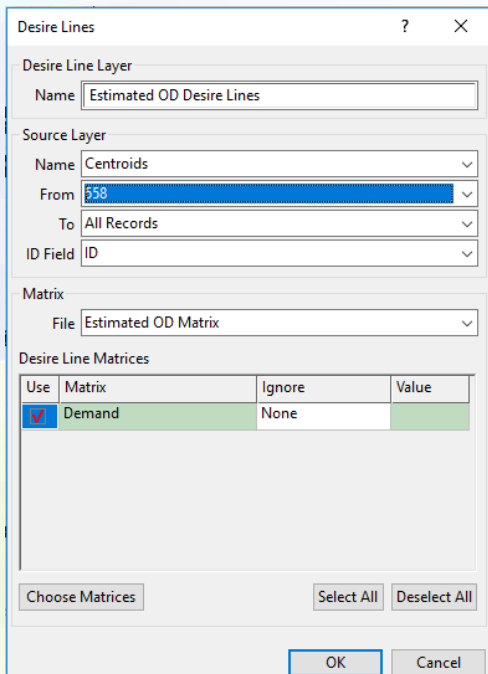 Desire Lines ? X
Desire Line Layer
Name Estimated OD Desire Lines
Source Layer
Name Centroids
From 558
To All Records
ID Field ID
Matrix
File Estimated OD Matrix
Desire Line Matrices
Use Matrix Ignore Value
Demand None
Choose Matrices Select All Deselect All
OK Cancel